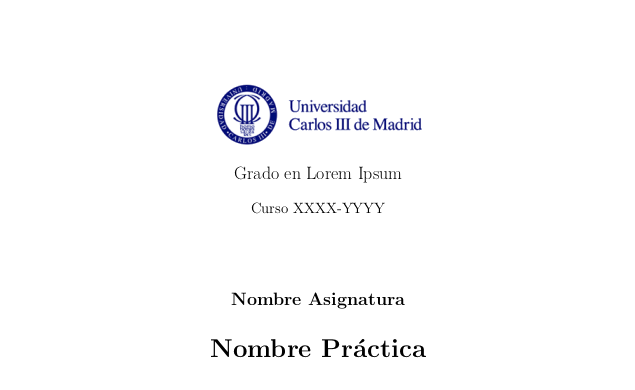 Universidad
Carlos III de Madrid
Grado en Lorem Ipsum
Curso XXXX-YYYY
Nombre Asignatura
Nombre Práctica